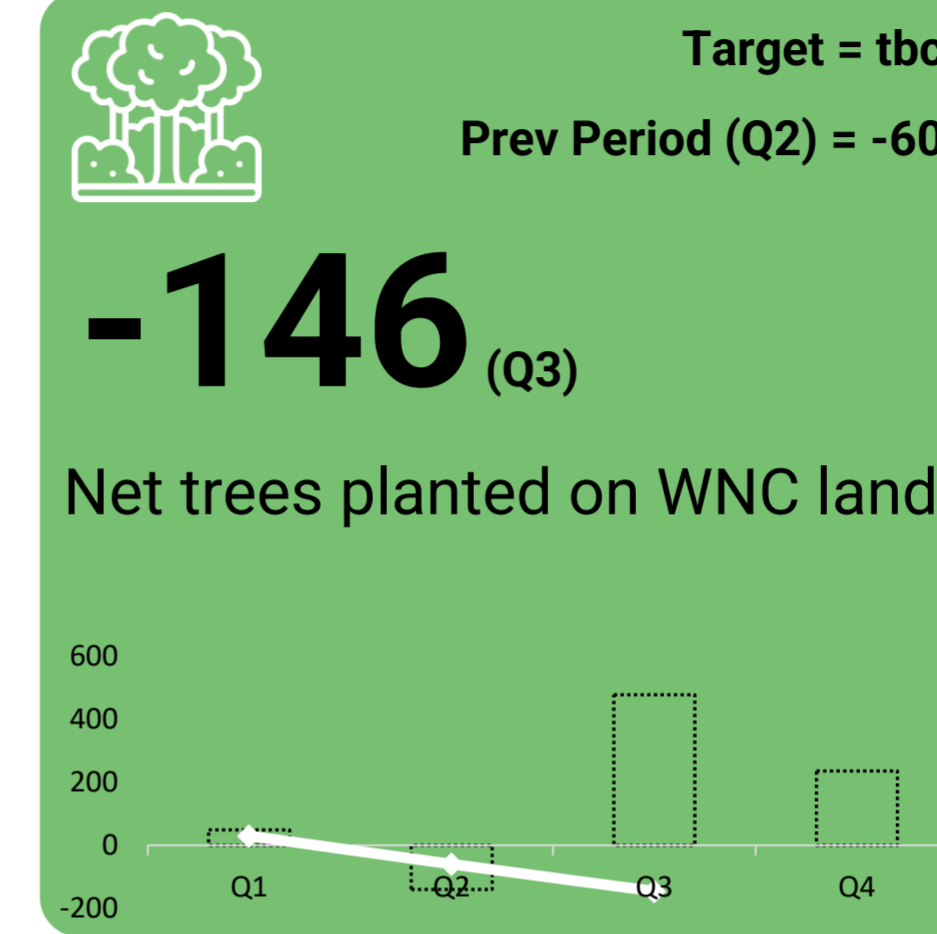 Target = tbc
Prev Period (Q2) = -60
-146 (Q3)
Net trees planted on WNC land
600
400
200
0
-200
Q1 Q2 Q3 Q4